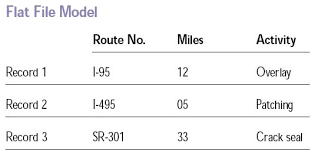 Flat File Model
Route No. Miles Activity
Record 1 I-95 12 Overlay
Record 2 I-495 05 Patching
Record 3 SR-301 33 Crack seal